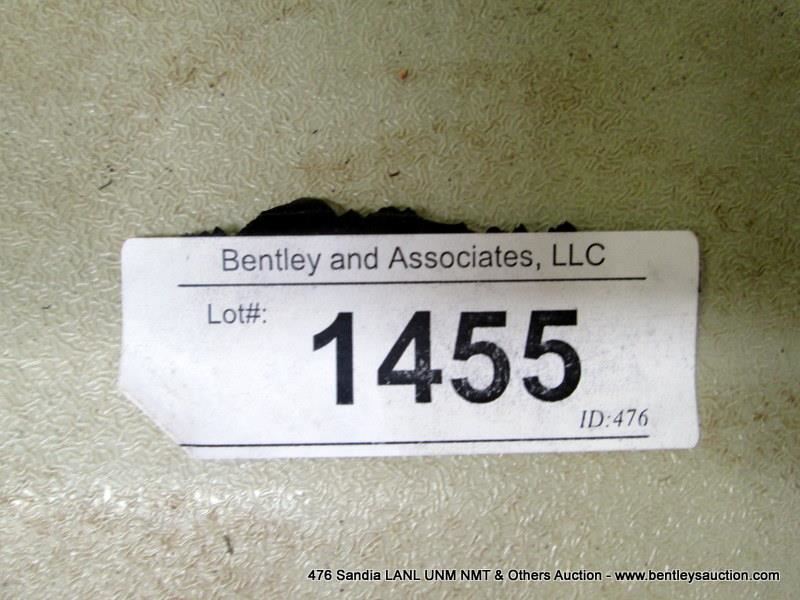 Bentley and Associates, LLC
Lot#:
1455
ID:476
476 Sandia LANL UNM NMT & Others Auction - www.bentleysauction.com